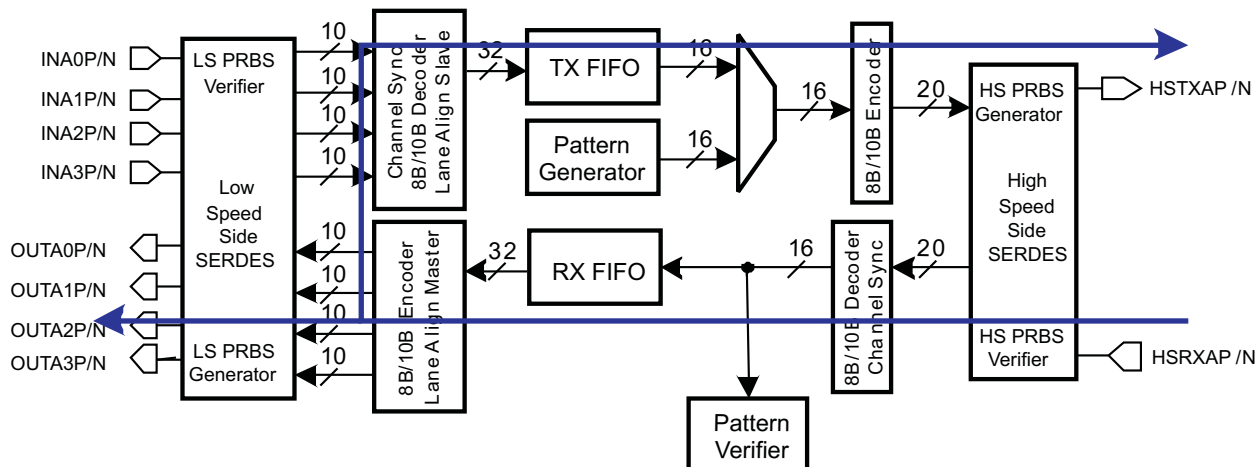 INA0P/N
INA1P/N
INA2P/N
INA3P/N
OUTA0P/N
OUTA1P/N
OUTA2P/N
OUTA3P/N
LS PRBS
Verifier
Low
Speed
Side
SERDES
LS PRBS
Generator
10
10
10
10
10
10
10
10
Channel Sync
8B/10B Decoder
Lane Align Slave
32
TX FIFO
16
Pattern
Generator
16
16
8B/10B Encoder
20
HS PRBS
Generator
High
Speed
Side
SERDES
HS PRBS
Verifier
HSTXAP /N
HSRXAP /N
8B/10B Encoder
Lane Align Master
32
RX FIFO
16
8B/10B Decoder
Channel Sync
20
Pattern
Verifier